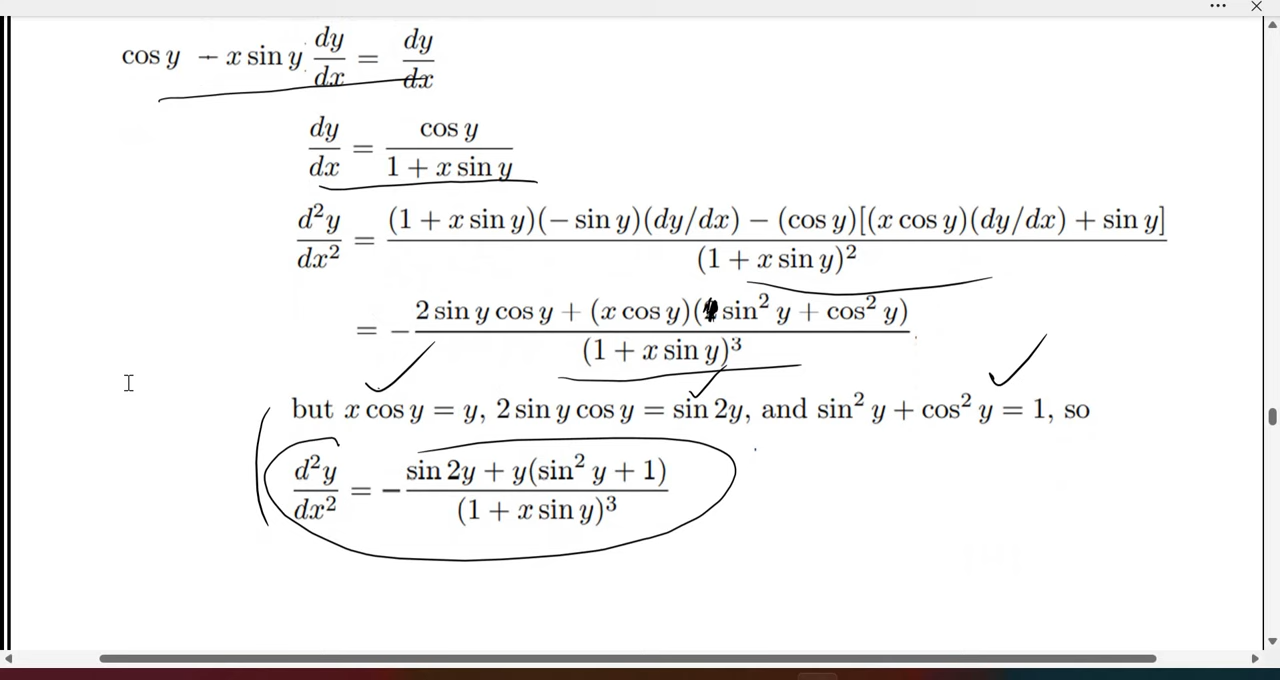 cos y − x sin y dy/dx = dy/dx
dy/dx = cos y / (1 + x sin y)
d²y/dx² = (1 + x sin y)(− sin y)(dy/dx) − (cos y)[(x cos y)(dy/dx) + sin y] / (1 + x sin y)²
= − 2 sin y cos y + (x cos y)( sin² y + cos² y) / (1 + x sin y)³
but x cos y = y, 2 sin y cos y = sin 2y, and sin² y + cos² y = 1, so
d²y/dx² = − sin 2y + y(sin² y + 1) / (1 + x sin y)³